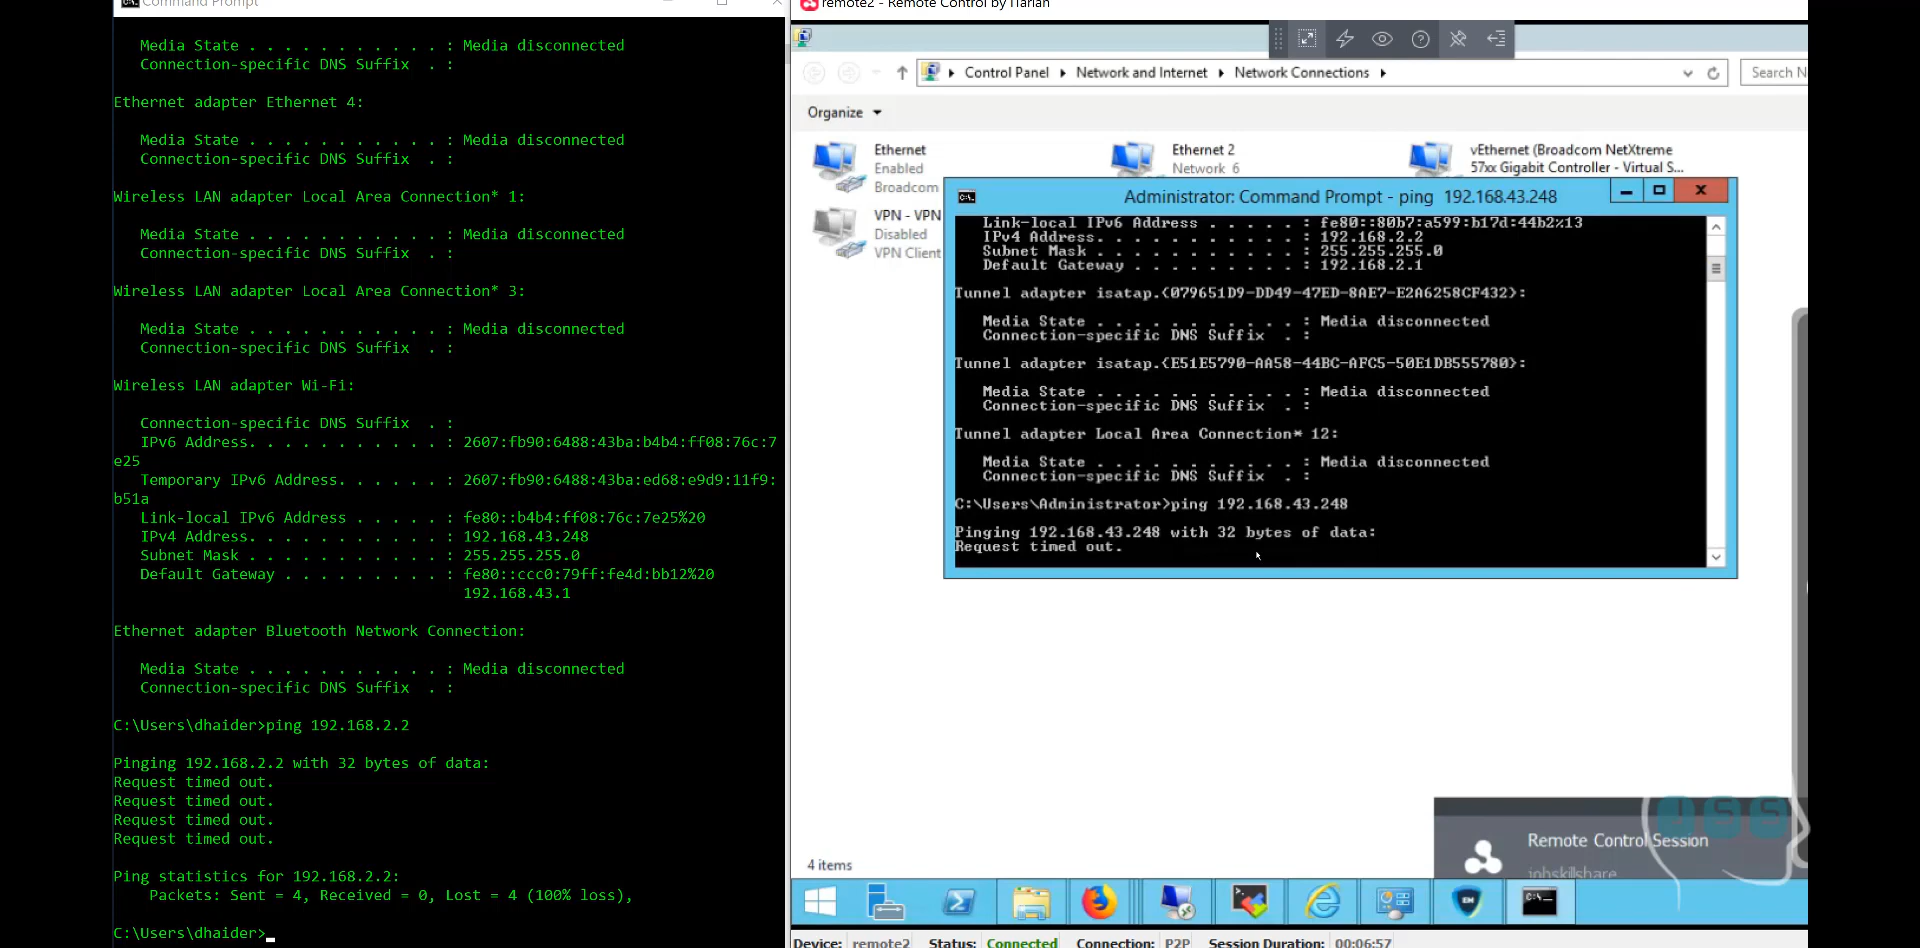 Command Prompt
Media State . . . . . . . . . . . : Media disconnected
Connection-specific DNS Suffix  . :
Ethernet adapter Ethernet 4:
Media State . . . . . . . . . . . : Media disconnected
Connection-specific DNS Suffix  . :
Wireless LAN adapter Local Area Connection* 1:
Media State . . . . . . . . . . . : Media disconnected
Connection-specific DNS Suffix  . :
Wireless LAN adapter Local Area Connection* 3:
Media State . . . . . . . . . . . : Media disconnected
Connection-specific DNS Suffix  . :
Wireless LAN adapter Wi-Fi:
Connection-specific DNS Suffix  . :
IPv6 Address. . . . . . . . . . . : 2607:fb90:6488:43ba:b4b4:ff08:76c:7
e25
Temporary IPv6 Address. . . . . . : 2607:fb90:6488:43ba:ed68:e9d9:11f9:
b51a
Link-local IPv6 Address . . . . . : fe80::b4b4:ff08:76c:7e25%20
IPv4 Address. . . . . . . . . . . : 192.168.43.248
Subnet Mask . . . . . . . . . . . : 255.255.255.0
Default Gateway . . . . . . . . . : fe80::ccc0:79ff:fe4d:bb12%20
192.168.43.1
Ethernet adapter Bluetooth Network Connection:
Media State . . . . . . . . . . . : Media disconnected
Connection-specific DNS Suffix  . :
C:\Users\dhaider>ping 192.168.2.2
Pinging 192.168.2.2 with 32 bytes of data:
Request timed out.
Request timed out.
Request timed out.
Request timed out.
Ping statistics for 192.168.2.2:
Packets: Sent = 4, Received = 0, Lost = 4 (100% loss),
C:\Users\dhaider>
remote2 - Remote Control by Itarian
Control Panel
Network and Internet
Network Connections
Search N
Organize
Ethernet
Enabled
Broadcom
Ethernet 2
Network 6
vEthernet (Broadcom NetXtreme
57xx Gigabit Controller - Virtual S...
VPN - VPN
Disabled
VPN Client
Administrator: Command Prompt - ping 192.168.43.248
Link-local IPv6 Address . . . . . : fe80::80b7:a599:b17d:44b2%13
IPv4 Address. . . . . . . . . . . : 192.168.2.2
Subnet Mask . . . . . . . . . . . : 255.255.255.0
Default Gateway . . . . . . . . . : 192.168.2.1
Tunnel adapter isatap.{079651D9-DD49-47ED-8AE7-E2A6258CF432}:
Media State . . . . . . . . . . . : Media disconnected
Connection-specific DNS Suffix  . :
Tunnel adapter isatap.{E51E5790-AA58-44BC-AFC5-50E1DB555780}:
Media State . . . . . . . . . . . : Media disconnected
Connection-specific DNS Suffix  . :
Tunnel adapter Local Area Connection* 12:
Media State . . . . . . . . . . . : Media disconnected
Connection-specific DNS Suffix  . :
C:\Users\Administrator>ping 192.168.43.248
Pinging 192.168.43.248 with 32 bytes of data:
Request timed out.
4 items
JSS
Remote Control Session
jobskillshare
Device: remote2 Status: Connected Connection: P2P Session Duration: 00:06:57